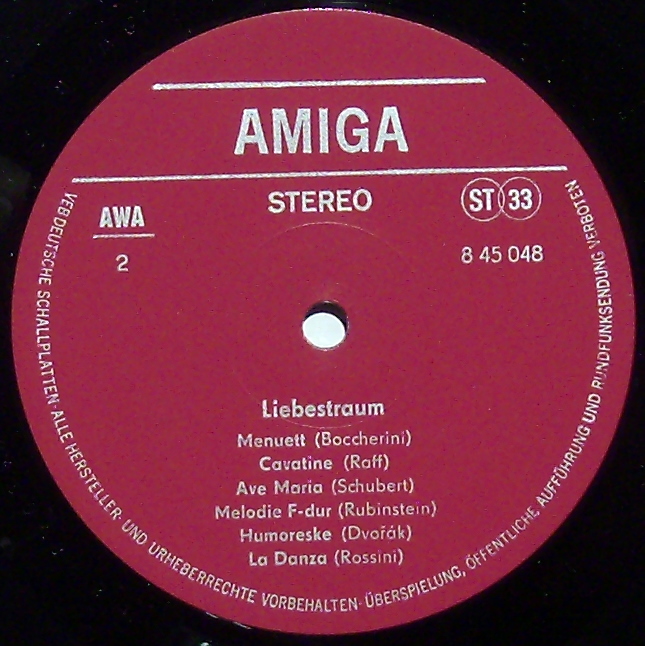 AMIGA
AWA
STEREO
ST 33
2
8 45 048
Liebestraum
Menuett (Boccherini)
Cavatine (Raff)
Ave Maria (Schubert)
Melodie F-dur (Rubinstein)
Humoreske (Dvořák)
La Danza (Rossini)
VEB DEUTSCHE SCHALLPLATTEN · ALLE HERSTELLER- UND URHEBERRECHTE VORBEHALTEN · ÜBERSPIELUNG, ÖFFENTLICHE AUFFÜHRUNG UND RUNDFUNKSENDUNG VERBOTEN